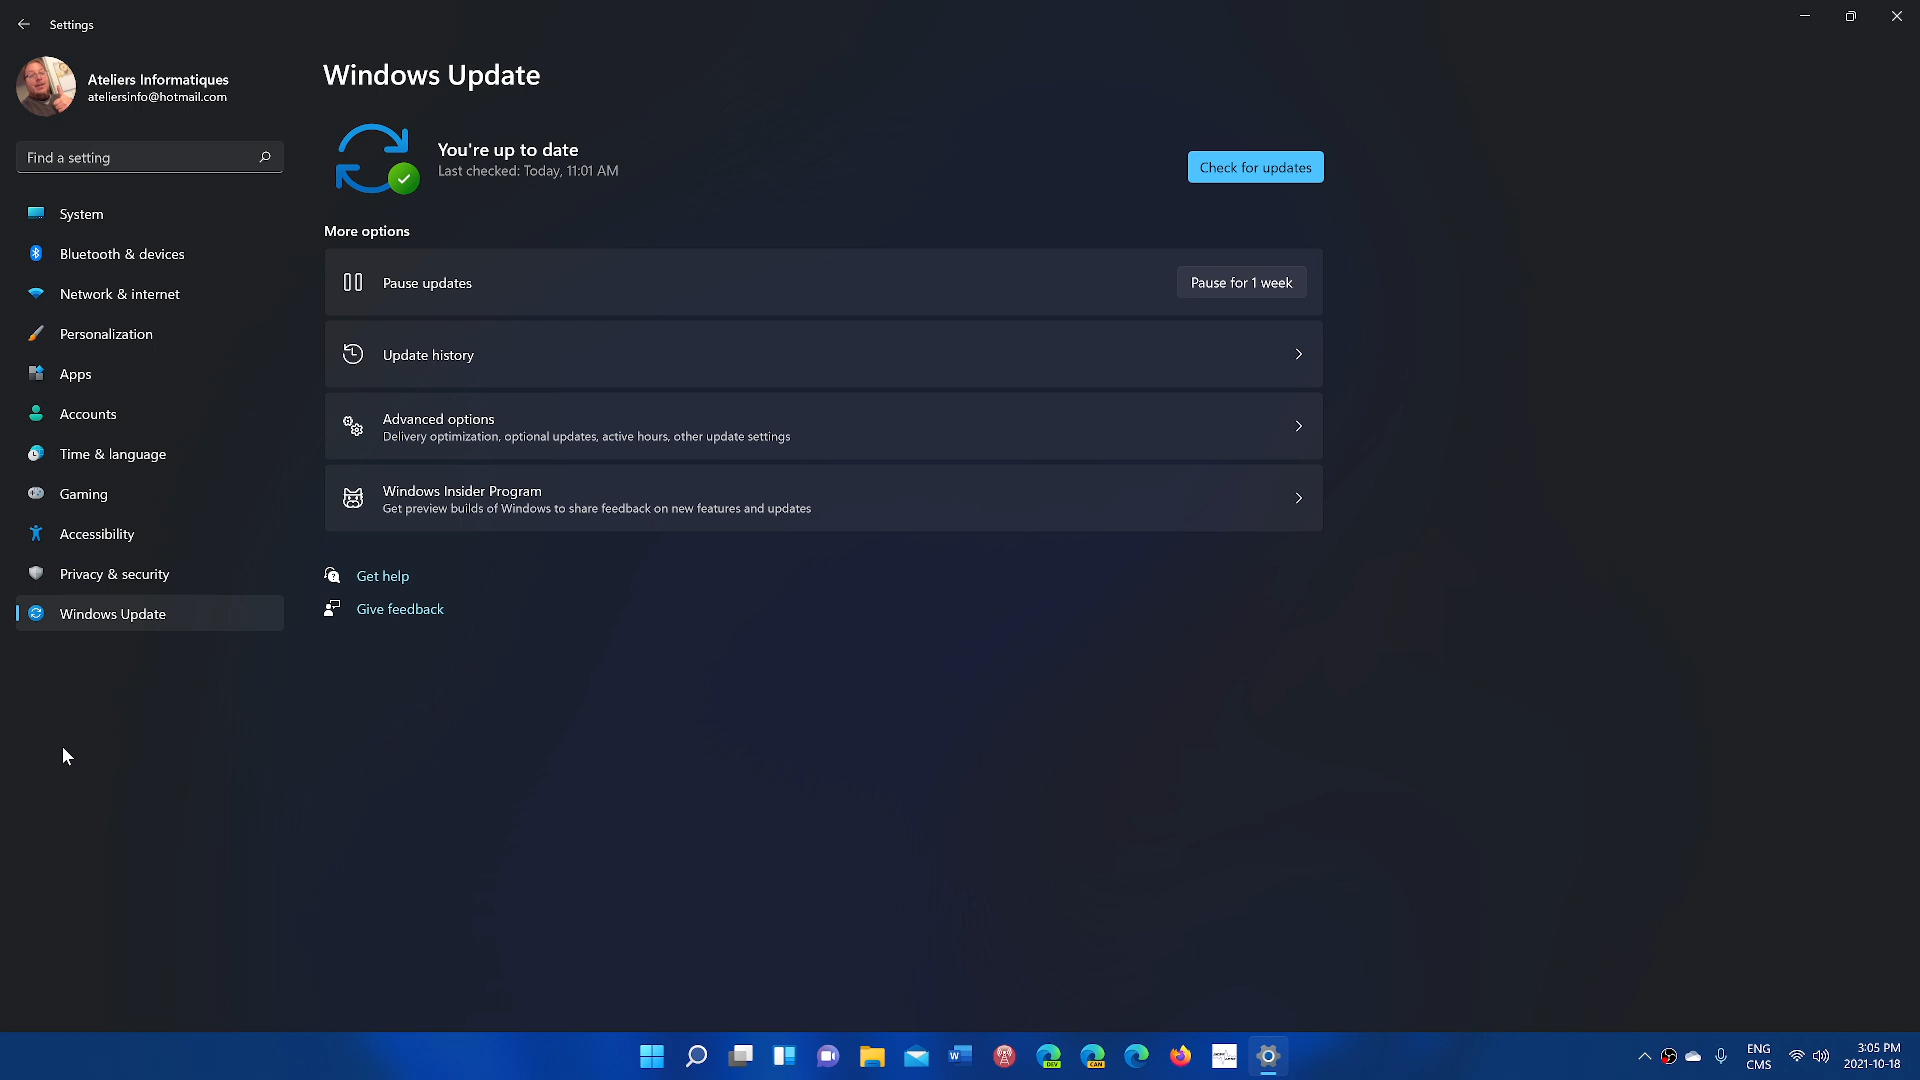 Settings
Ateliers Informatiques
ateliersinfo@hotmail.com
Find a setting
System
Bluetooth & devices
Network & internet
Personalization
Apps
Accounts
Time & language
Gaming
Accessibility
Privacy & security
Windows Update
Windows Update
You're up to date
Last checked: Today, 11:01 AM
Check for updates
More options
Pause updates
Pause for 1 week
Update history
Advanced options
Delivery optimization, optional updates, active hours, other update settings
Windows Insider Program
Get preview builds of Windows to share feedback on new features and updates
Get help
Give feedback
W
DEV
CAN
ENG
CMS
3:05 PM
2021-10-18